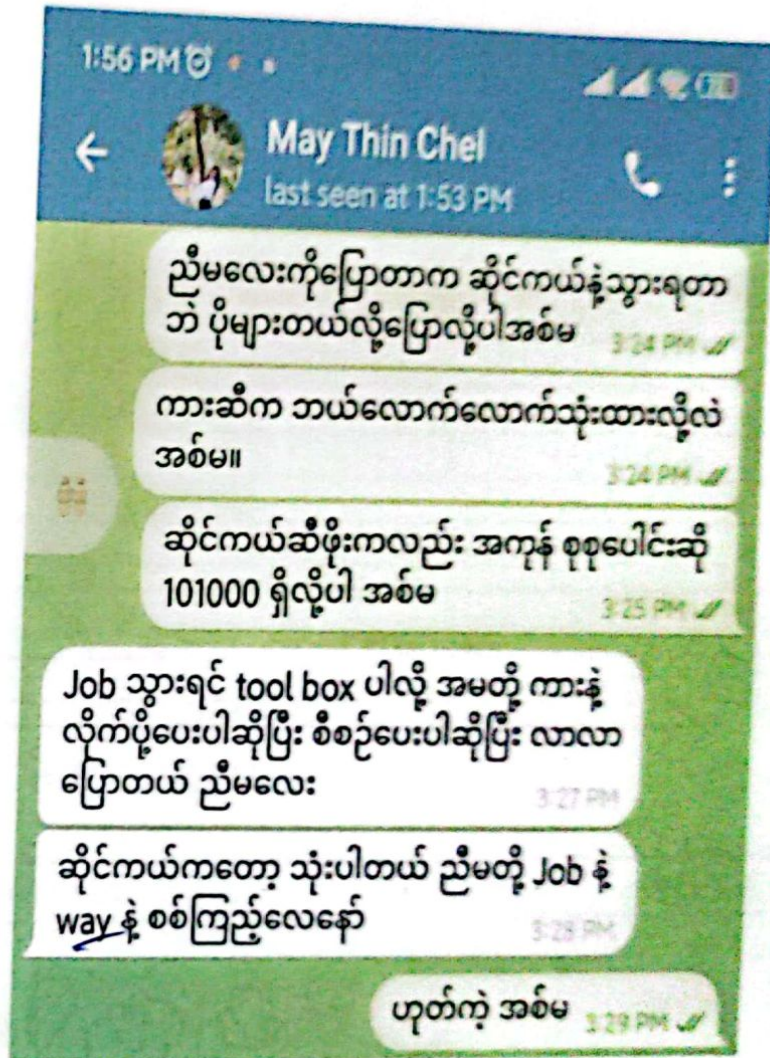 1:56 PM
May Thin Chel
last seen at 1:53 PM
ညီမလေးကိုပြောတာက ဆိုင်ကယ်နဲ့သွားရတာ
ဘဲ ပိုများတယ်လို့ပြောလို့ပါအစ်မ 3:24 PM
ကားဆီက ဘယ်လောက်လောက်သုံးထားလို့လဲ
အစ်မ။ 3:24 PM
ဆိုင်ကယ်ဆီဖိုးကလည်း အကုန် စုစုပေါင်းဆို
101000 ရှိလို့ပါ အစ်မ 3:25 PM
Job သွားရင် tool box ပါလို့ အမတို့ ကားနဲ့
လိုက်ပို့ပေးပါဆိုပြီး စီစဉ်ပေးပါဆိုပြီး လာလာ
ပြောတယ် ညီမလေး 3:27 PM
ဆိုင်ကယ်ကတော့ သုံးပါတယ် ညီမတို့ Job နဲ့
way နဲ့ စစ်ကြည့်လေနော် 3:28 PM
ဟုတ်ကဲ့ အစ်မ 3:29 PM